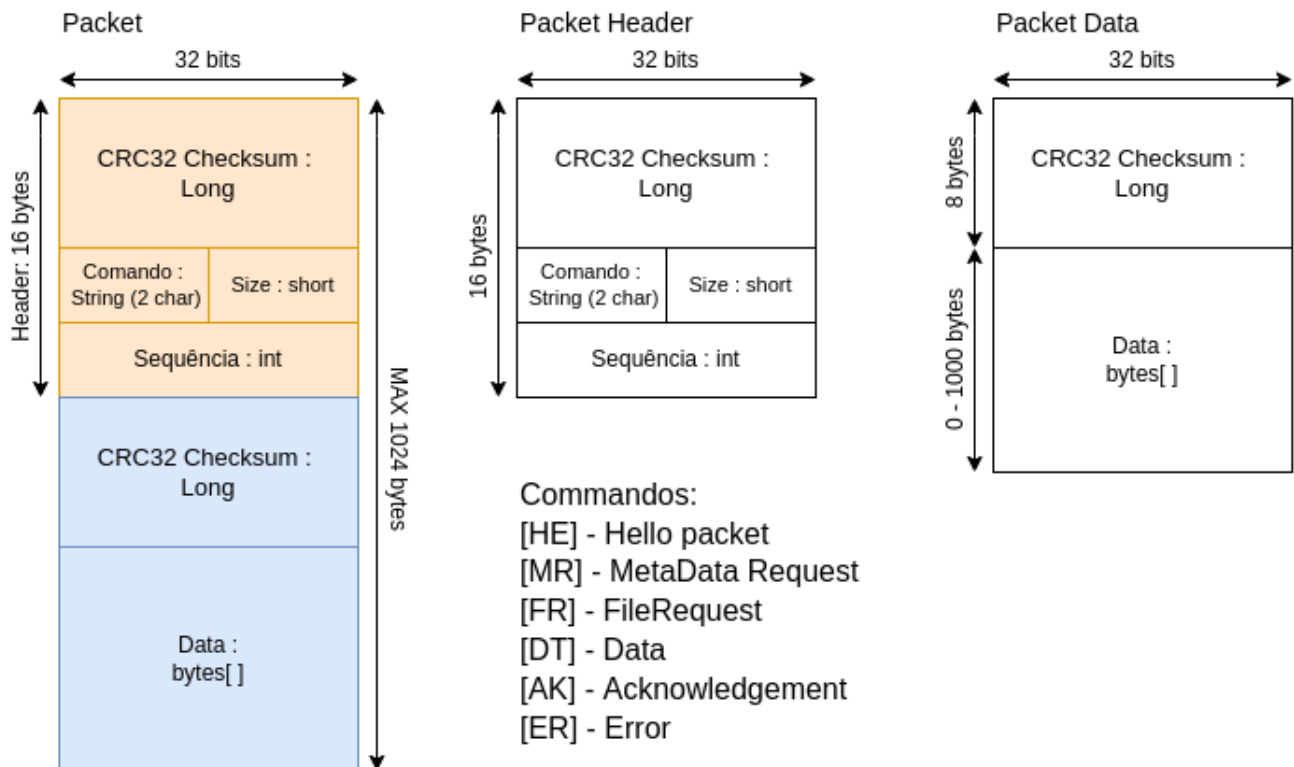 Packet
32 bits
Header: 16 bytes
CRC32 Checksum :
Long
Comando :
String (2 char)
Size : short
Sequência : int
CRC32 Checksum :
Long
Data :
bytes[ ]
MAX 1024 bytes
Packet Header
32 bits
16 bytes
CRC32 Checksum :
Long
Comando :
String (2 char)
Size : short
Sequência : int
Packet Data
32 bits
8 bytes
CRC32 Checksum :
Long
0 - 1000 bytes
Data :
bytes[ ]
Commandos:
[HE] - Hello packet
[MR] - MetaData Request
[FR] - FileRequest
[DT] - Data
[AK] - Acknowledgement
[ER] - Error